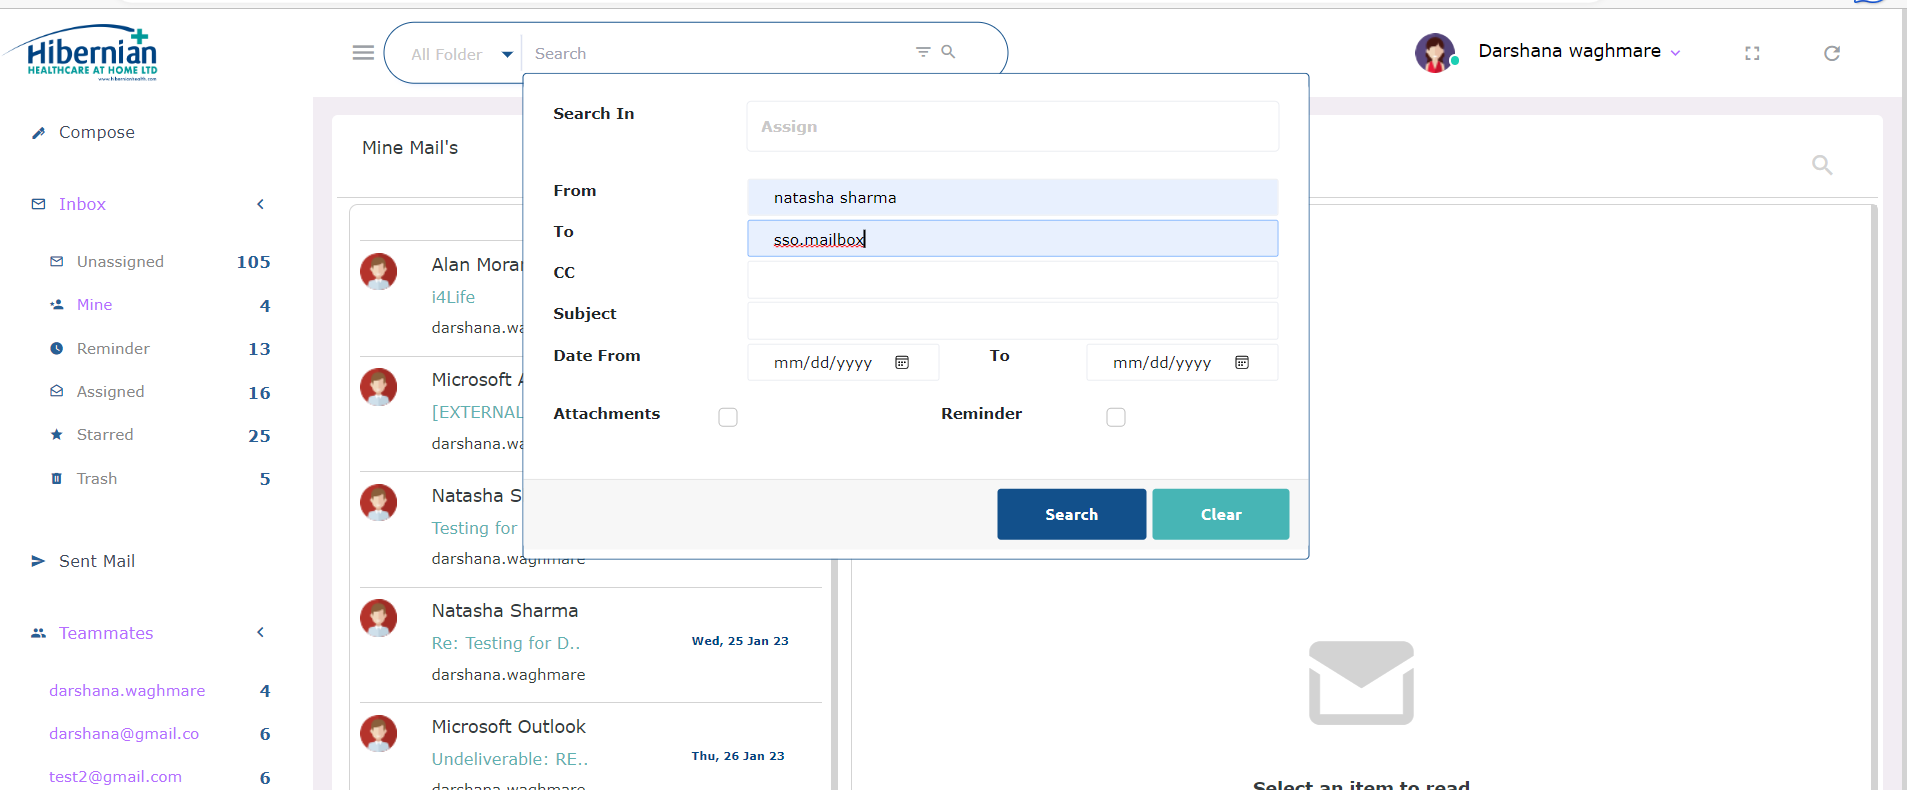 Hibernian
HEALTHCARE AT HOME LTD
www.hibernianhealth.com
All Folder
Search
Darshana waghmare
Compose
Inbox
Unassigned 105
Mine 4
Reminder 13
Assigned 16
Starred 25
Trash 5
Sent Mail
Teammates
darshana.waghmare 4
darshana@gmail.co 6
test2@gmail.com 6
Mine Mail's
Alan Moran
i4Life
darshana.wa
Microsoft A
[EXTERNAL
darshana.wa
Natasha S
Testing for
darshana.waghmare
Natasha Sharma
Re: Testing for D..
Wed, 25 Jan 23
darshana.waghmare
Microsoft Outlook
Undeliverable: RE..
Thu, 26 Jan 23
darshana.waghmare
Search In
Assign
From
natasha sharma
To
sso.mailbox
CC
Subject
Date From
mm/dd/yyyy
To
mm/dd/yyyy
Attachments
Reminder
Search
Clear
Select an item to read